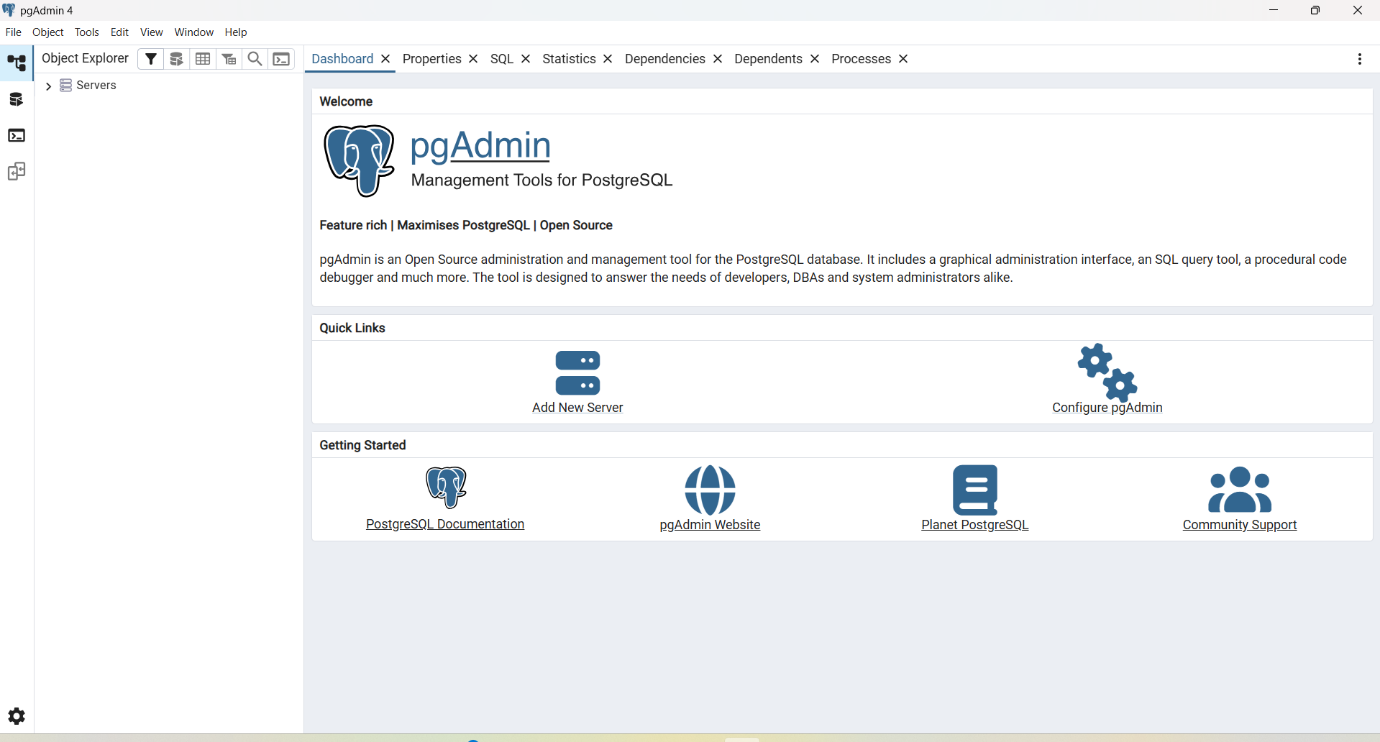 pgAdmin 4
File Object Tools Edit View Window Help
Object Explorer
Servers
Dashboard Properties SQL Statistics Dependencies Dependents Processes
Welcome
pgAdmin
Management Tools for PostgreSQL
Feature rich | Maximises PostgreSQL | Open Source
pgAdmin is an Open Source administration and management tool for the PostgreSQL database. It includes a graphical administration interface, an SQL query tool, a procedural code
debugger and much more. The tool is designed to answer the needs of developers, DBAs and system administrators alike.
Quick Links
Add New Server Configure pgAdmin
Getting Started
PostgreSQL Documentation pgAdmin Website Planet PostgreSQL Community Support